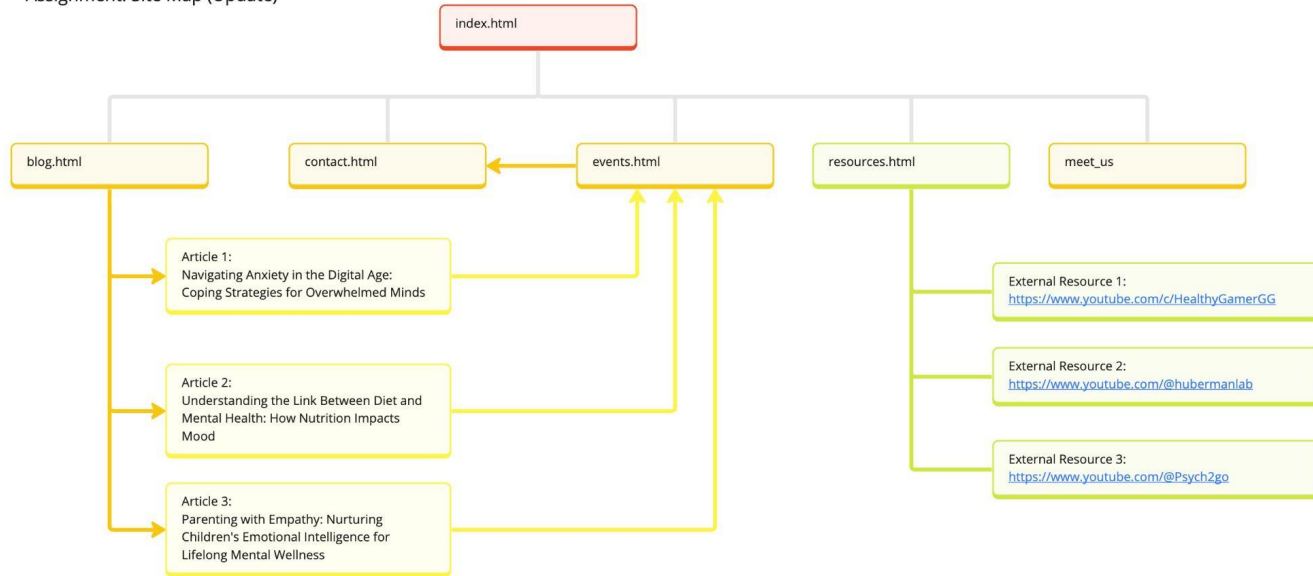 Assignment: Site Map (Update)
index.html
blog.html
contact.html
events.html
resources.html
meet_us
Article 1:
Navigating Anxiety in the Digital Age:
Coping Strategies for Overwhelmed Minds
External Resource 1:
https://www.youtube.com/c/HealthyGamerGG
Article 2:
Understanding the Link Between Diet and
Mental Health: How Nutrition Impacts
Mood
External Resource 2:
https://www.youtube.com/@hubermanlab
Article 3:
Parenting with Empathy: Nurturing
Children's Emotional Intelligence for
Lifelong Mental Wellness
External Resource 3:
https://www.youtube.com/@Psych2go